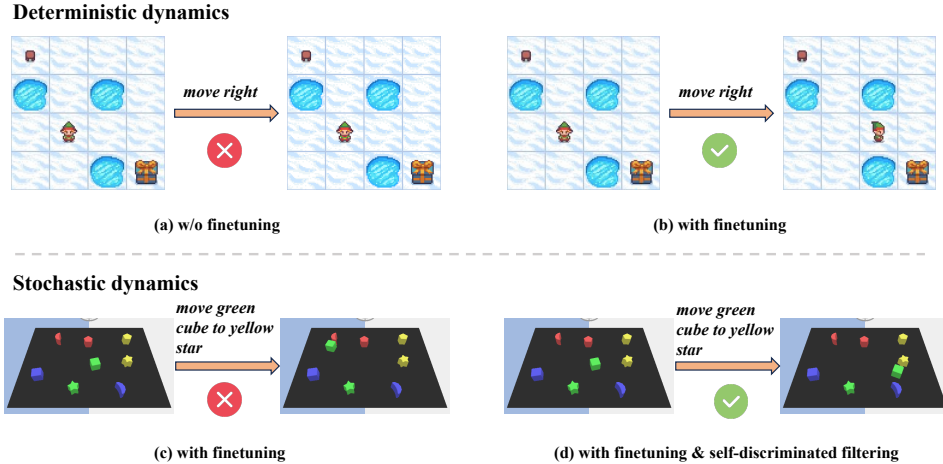 Deterministic dynamics
move right
move right
(a) w/o finetuning
(b) with finetuning
Stochastic dynamics
move green
cube to yellow
star
move green
cube to yellow
star
(c) with finetuning
(d) with finetuning & self-discriminated filtering